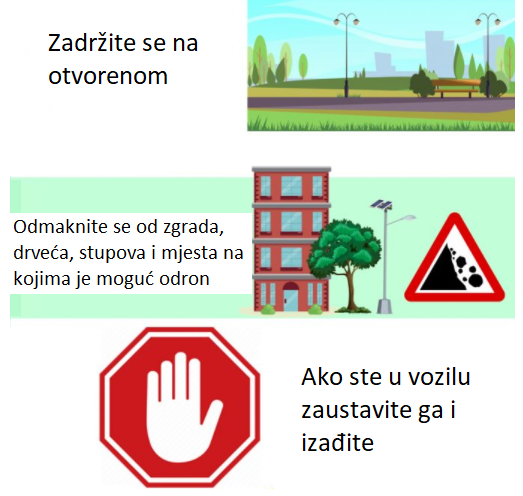 Zadržite se na
otvorenom
Odmaknite se od zgrada,
drveća, stupova i mjesta na
kojima je moguć odron
Ako ste u vozilu
zaustavite ga i
izađite